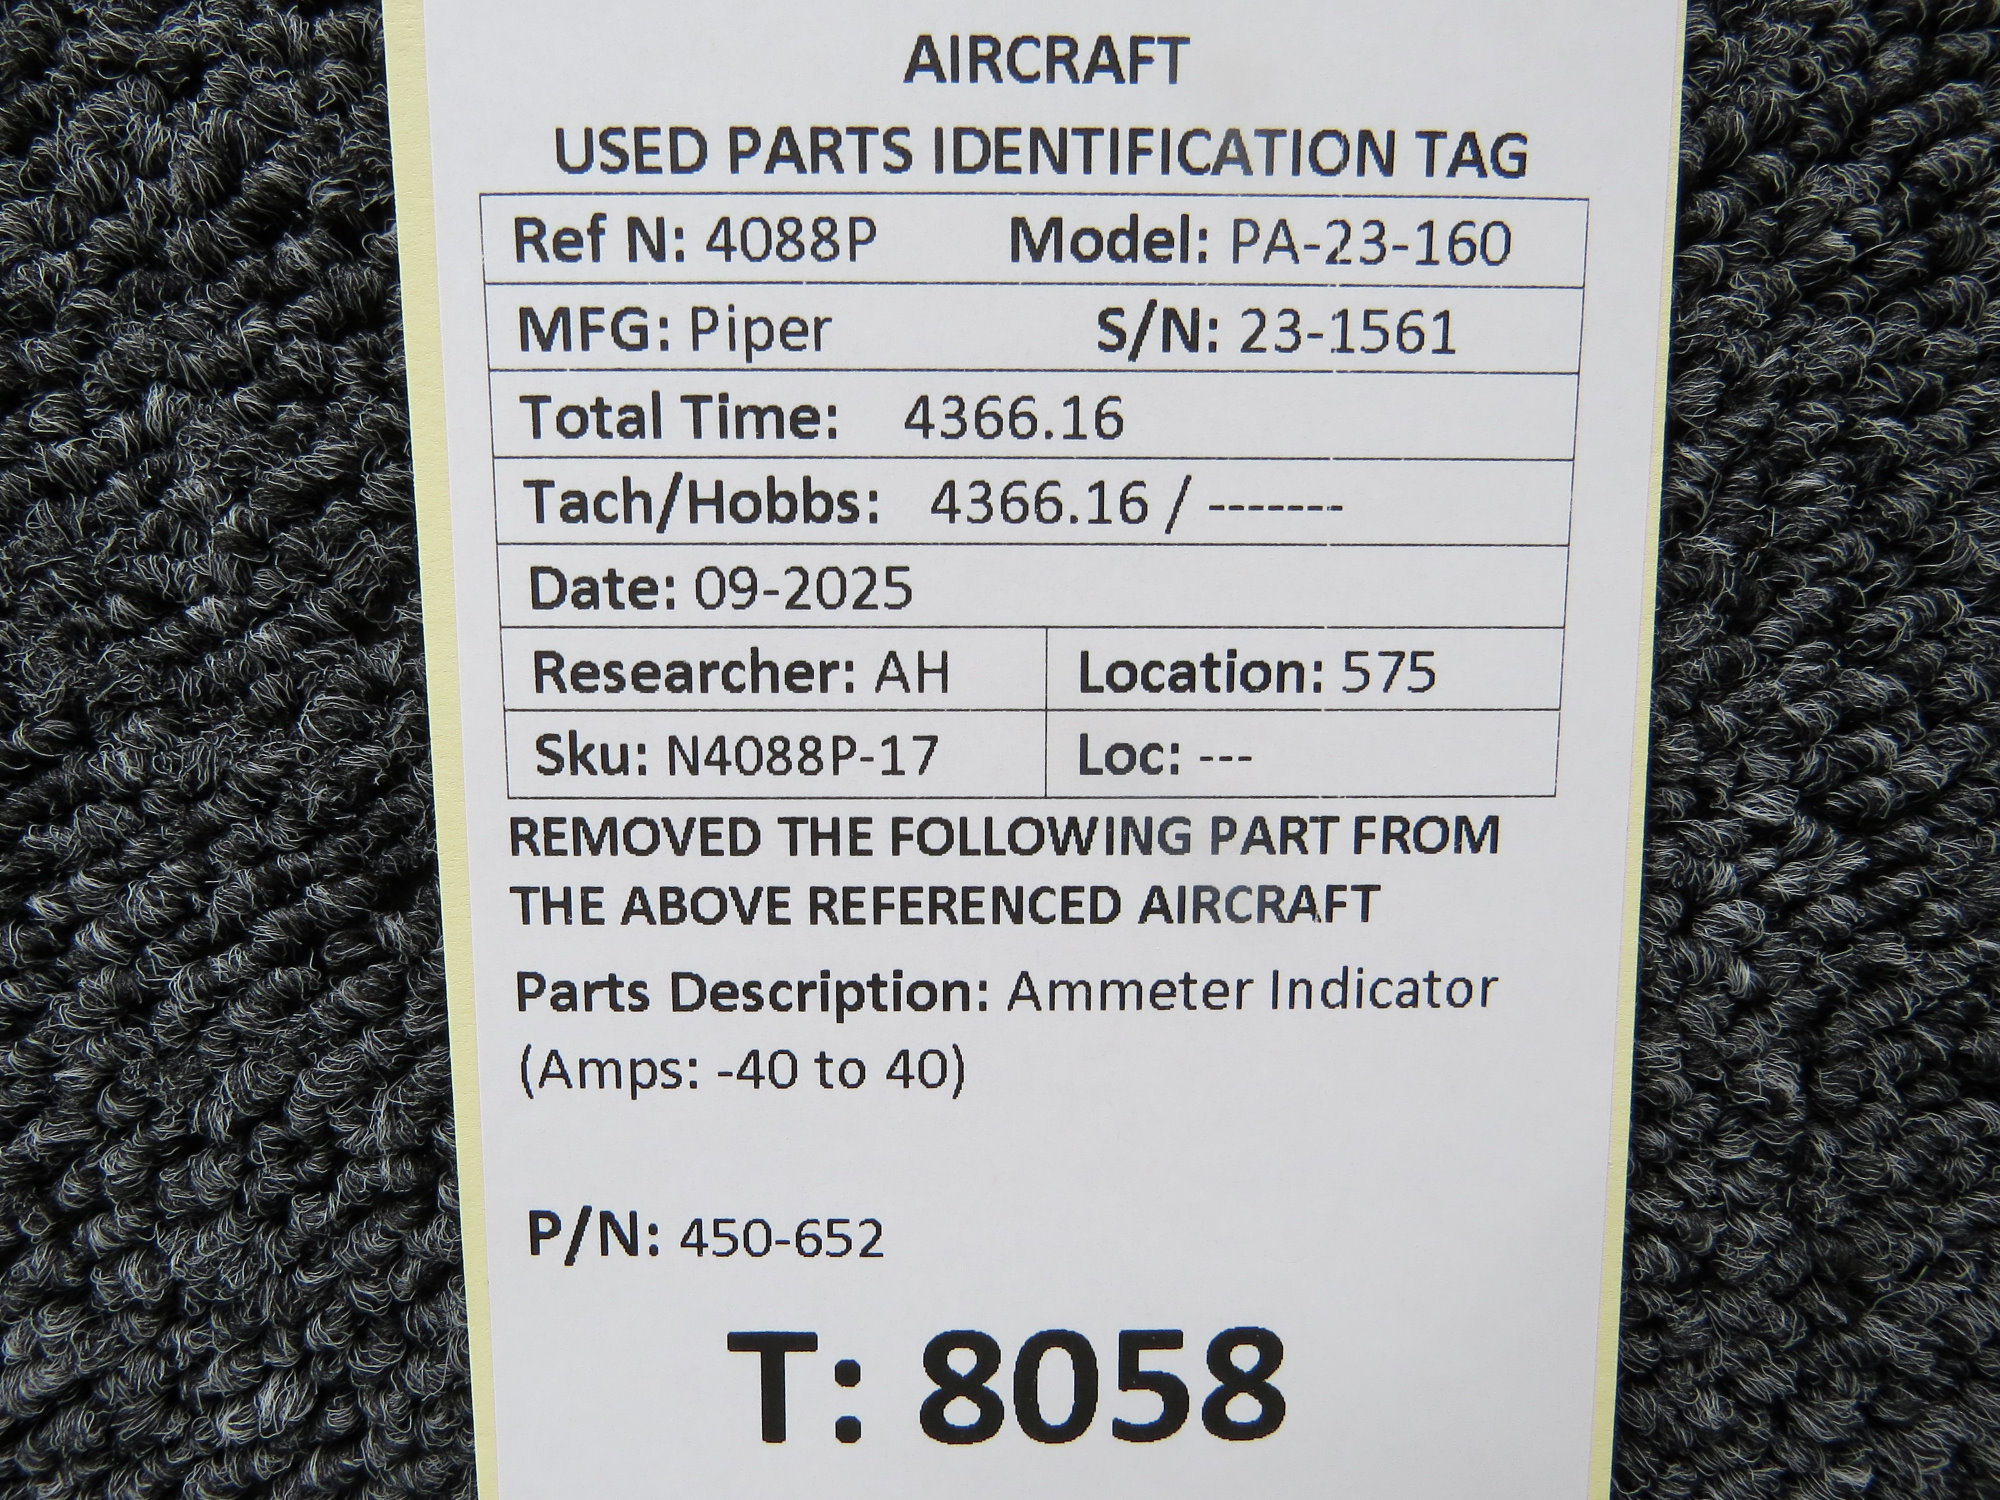 AIRCRAFT
USED PARTS IDENTIFICATION TAG
Ref N: 4088P Model: PA-23-160
MFG: Piper S/N: 23-1561
Total Time: 4366.16
Tach/Hobbs: 4366.16 / -------
Date: 09-2025
Researcher: AH Location: 575
Sku: N4088P-17 Loc: ---
REMOVED THE FOLLOWING PART FROM
THE ABOVE REFERENCED AIRCRAFT
Parts Description: Ammeter Indicator
(Amps: -40 to 40)
P/N: 450-652
T: 8058